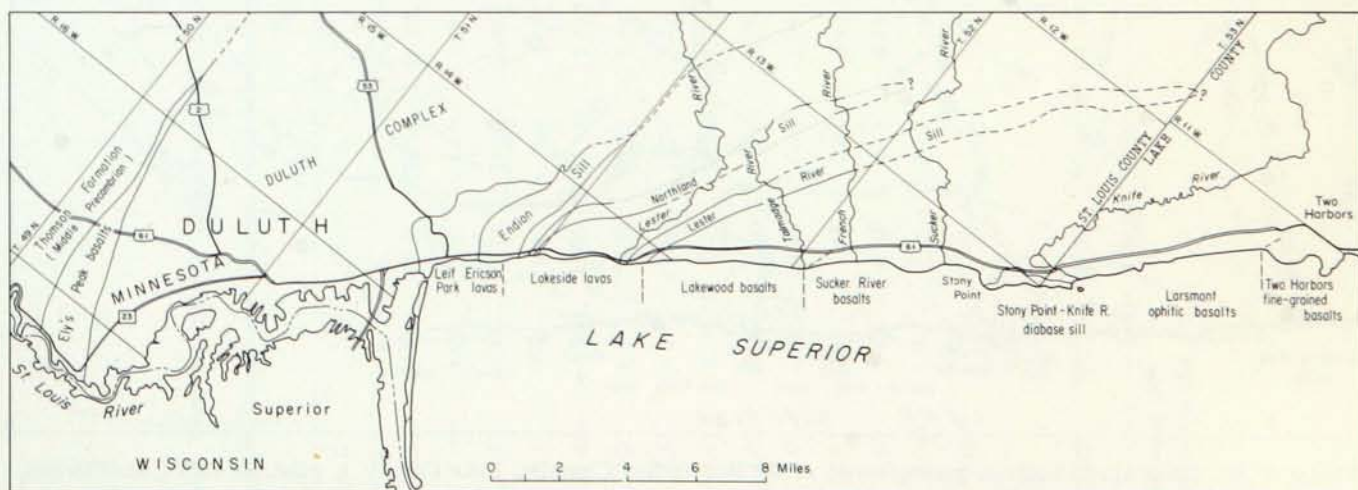 R. 16 W.
T. 50 N
R. 15 W.
T. 51 N
R. 14 W.
R. 13 W.
T. 52 N
R. 12 W.
T. 53 N
R. 11 W.
T. 49 N
2
53
61
23
61
Thomson Formation
( Middle Precambrian )
Ely's Peak basalts
DULUTH COMPLEX
DULUTH
MINNESOTA
St. Louis River
Superior
WISCONSIN
Endion Sill
?
Northland Sill
?
Lester River
Lester River Sill
?
Talmadge River
French River
Sucker River
Knife River
ST LOUIS COUNTY
LAKE COUNTY
Two
Harbors
Leif Ericson
Park lavas
Lakeside lavas
Lakewood basalts
Sucker River
basalts
Stony
Point
Stony Point-Knife R.
diabase sill
Larsmont
ophitic basalts
Two Harbors
fine-grained
basalts
LAKE SUPERIOR
0 2 4 6 8 Miles